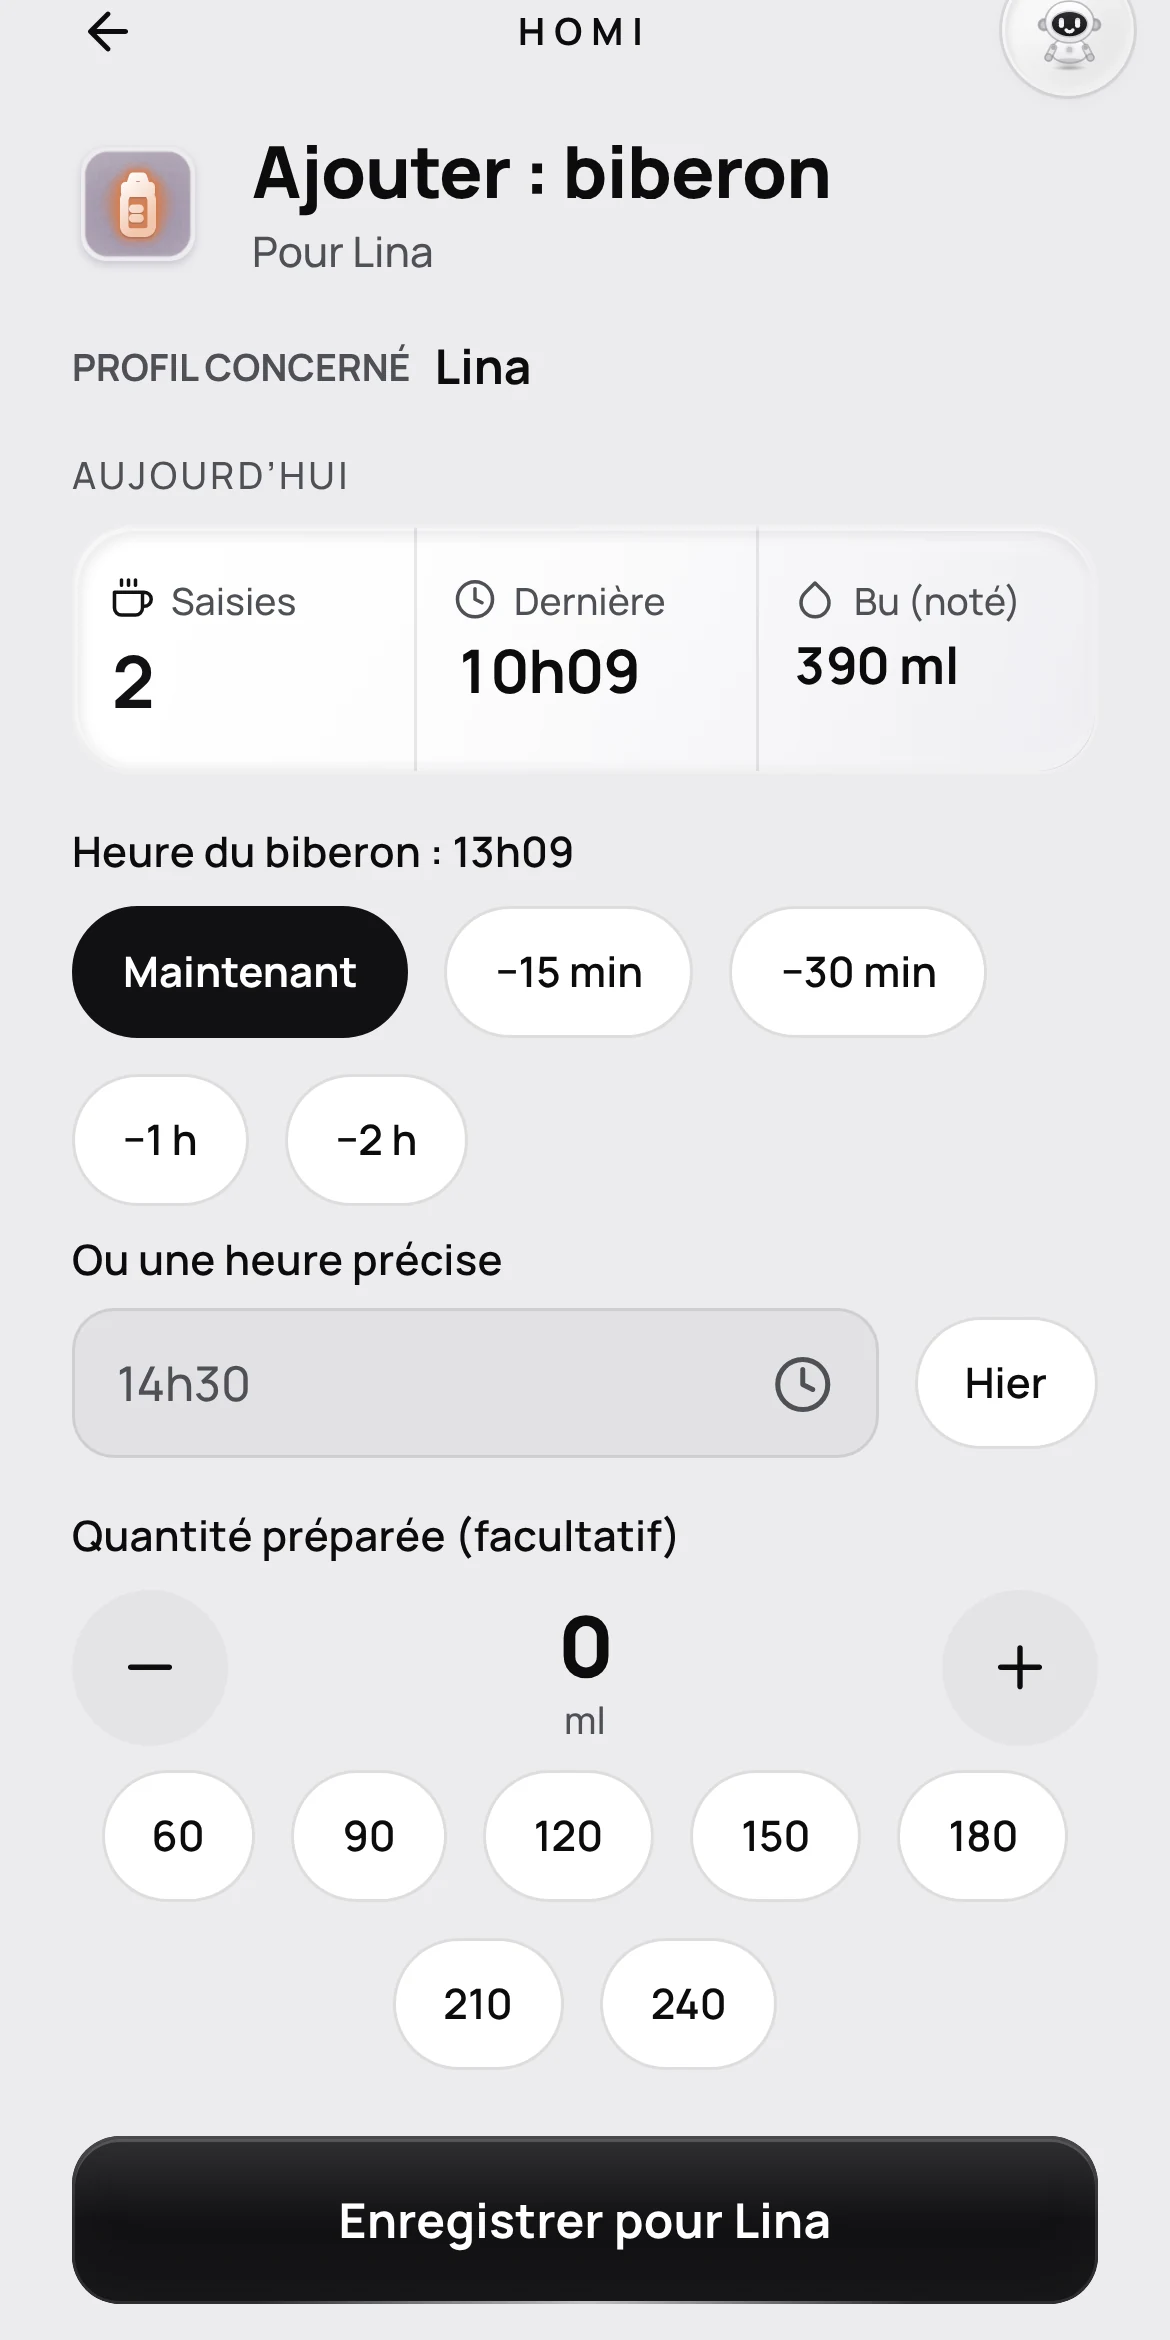 HOMI
Ajouter : biberon
Pour Lina
PROFIL CONCERNÉ Lina
AUJOURD’HUI
Saisies Dernière Bu (noté)
2 10h09 390 ml
Heure du biberon : 13h09
Maintenant −15 min −30 min
−1 h −2 h
Ou une heure précise
14h30 Hier
Quantité préparée (facultatif)
− 0 +
ml
60 90 120 150 180
210 240
Enregistrer pour Lina